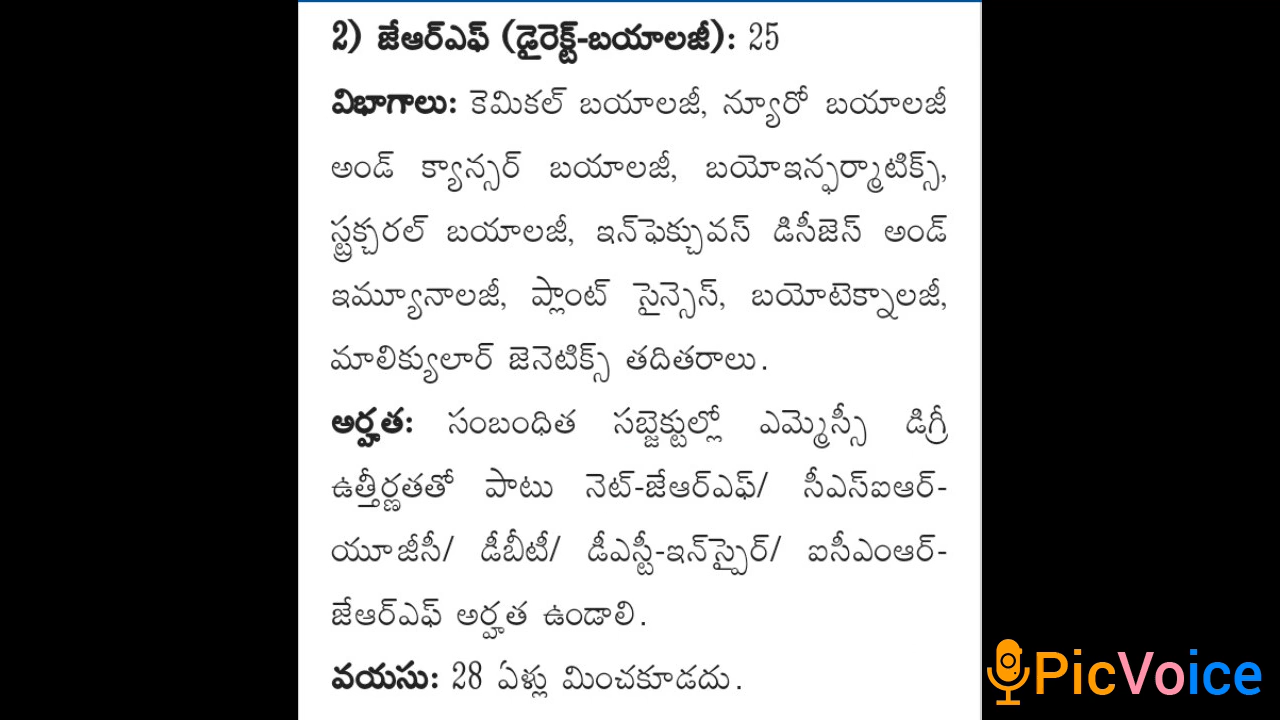 2) జేఆర్ఎఫ్ (డైరెక్ట్-బయాలజీ): 25
విభాగాలు: కెమికల్ బయాలజీ, న్యూరో బయాలజీ
అండ్ క్యాన్సర్ బయాలజీ, బయోఇన్ఫర్మాటిక్స్,
స్ట్రక్చరల్ బయాలజీ, ఇన్‌ఫెక్చువస్ డిసీజెస్ అండ్
ఇమ్యూనాలజీ, ప్లాంట్ సైన్సెస్, బయోటెక్నాలజీ,
మాలిక్యులార్ జెనెటిక్స్ తదితరాలు.
అర్హత: సంబంధిత సబ్జెక్టుల్లో ఎమ్మెస్సీ డిగ్రీ
ఉత్తీర్ణతతో పాటు నెట్-జేఆర్ఎఫ్/ సీఎస్ఐఆర్-
యూజీసీ/ డీబీటీ/ డీఎస్టీ-ఇన్‌స్పైర్/ ఐసీఎంఆర్-
జేఆర్ఎఫ్ అర్హత ఉండాలి.
వయసు: 28 ఏళ్లు మించకూడదు.
PicVoice